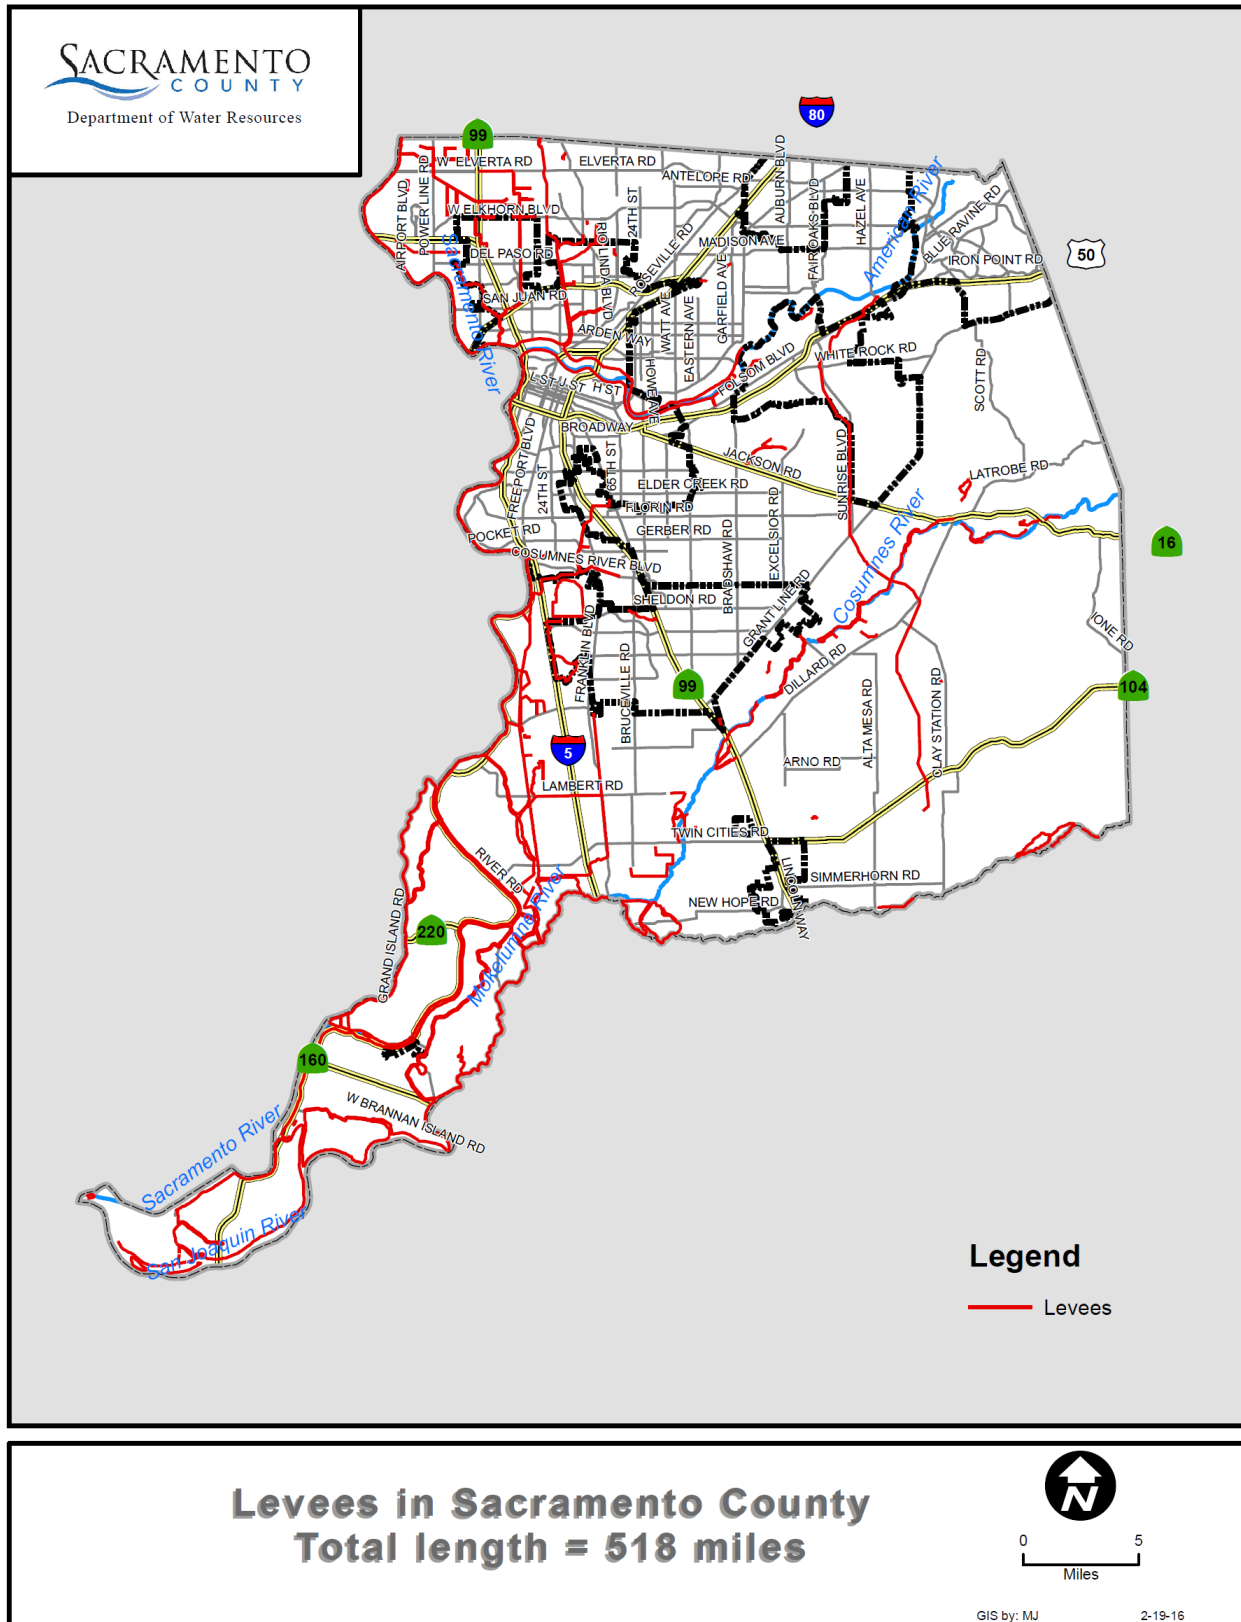 SACRAMENTO
COUNTY
Department of Water Resources
80
99
W ELVERTA RD
ELVERTA RD
ANTELOPE RD
AUBURN BLVD
AIRPORT BLVD
POWER LINE RD
W ELKHORN BLVD
24TH ST
FAIR OAKS BLVD
HAZEL AVE
American River
BLUE RAVINE RD
50
IRON POINT RD
DEL PASO RD
RIO LINDA BLVD
ROSEVILLE RD
MADISON AVE
Sacramento River
SAN JUAN RD
ARDEN WAY
WATT AVE
EASTERN AVE
GARFIELD AVE
WHITE ROCK RD
SCOTT RD
L ST
J ST
H ST
HOWE AVE
FOLSOM BLVD
BROADWAY
FREEPORT BLVD
24TH ST
65TH ST
JACKSON RD
SUNRISE BLVD
LATROBE RD
ELDER CREEK RD
FLORIN RD
GERBER RD
BRADSHAW RD
EXCELSIOR RD
POCKET RD
COSUMNES RIVER BLVD
Cosumnes River
16
SHELDON RD
GRANT LINE RD
FRANKLIN BLVD
BRUCEVILLE RD
99
DILLARD RD
ALTA MESA RD
CLAY STATION RD
IONE RD
104
5
ARNO RD
LAMBERT RD
TWIN CITIES RD
RIVER RD
SIMMERHORN RD
LINCOLN WAY
NEW HOPE RD
Mokelumne River
GRAND ISLAND RD
220
160
W BRANNAN ISLAND RD
Sacramento River
San Joaquin River
Legend
Levees
Levees in Sacramento County
Total length = 518 miles
N
0 5
Miles
GIS by: MJ 2-19-16